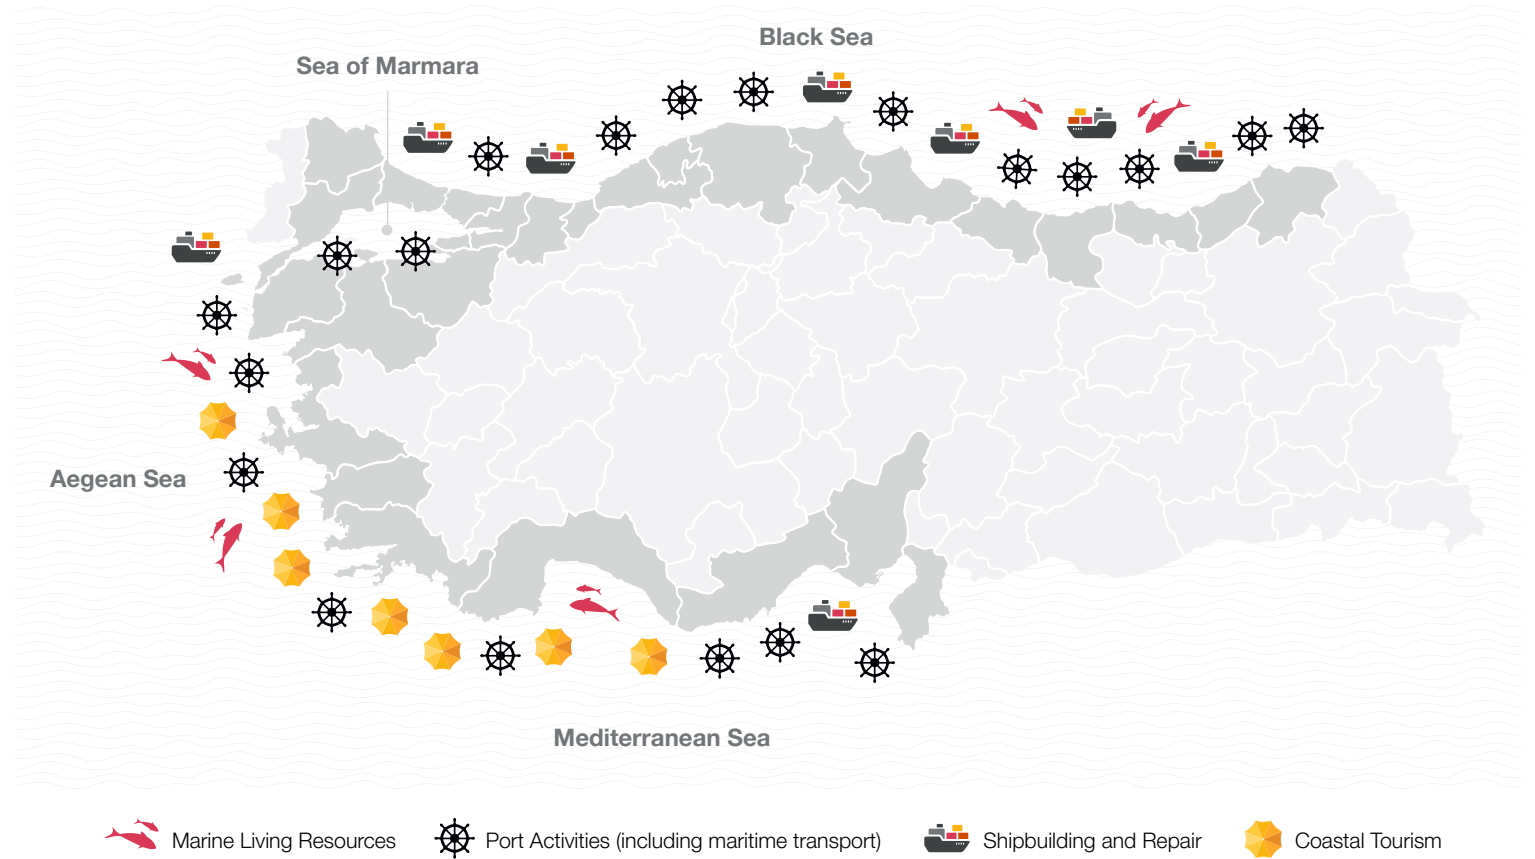 Black Sea
Sea of Marmara
Aegean Sea
Mediterranean Sea
Marine Living Resources
Port Activities (including maritime transport)
Shipbuilding and Repair
Coastal Tourism